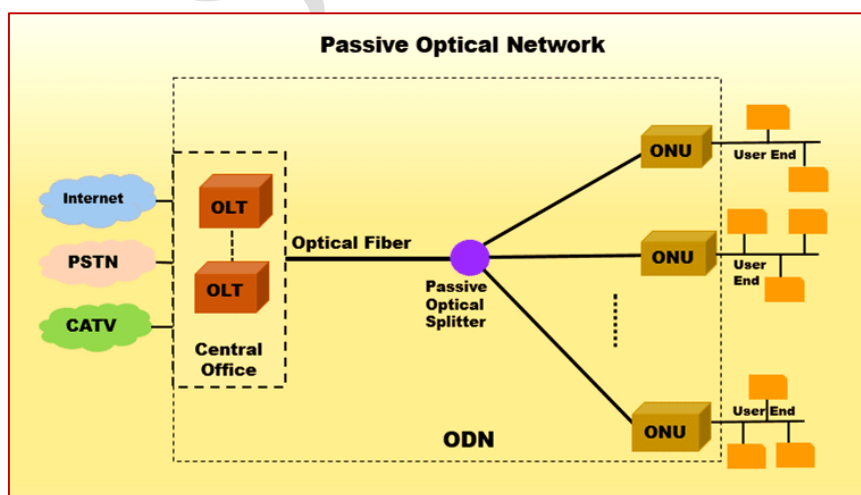 Passive Optical Network
Internet
PSTN
CATV
OLT
OLT
Central
Office
Optical Fiber
Passive
Optical
Splitter
ONU
ONU
ONU
User End
User
End
User End
ODN